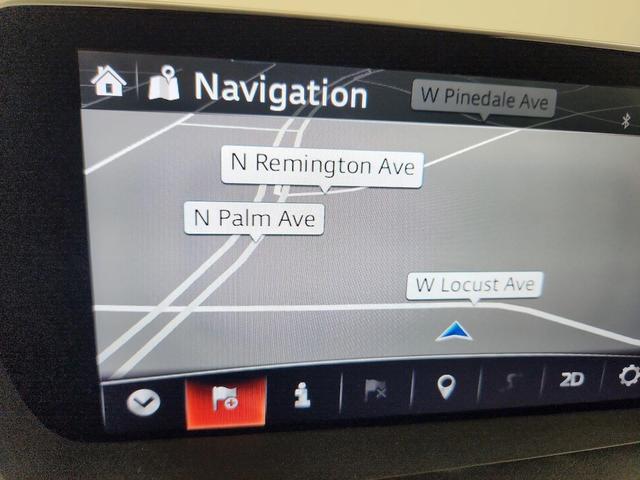 Navigation
W Pinedale Ave
N Remington Ave
N Palm Ave
W Locust Ave
2D